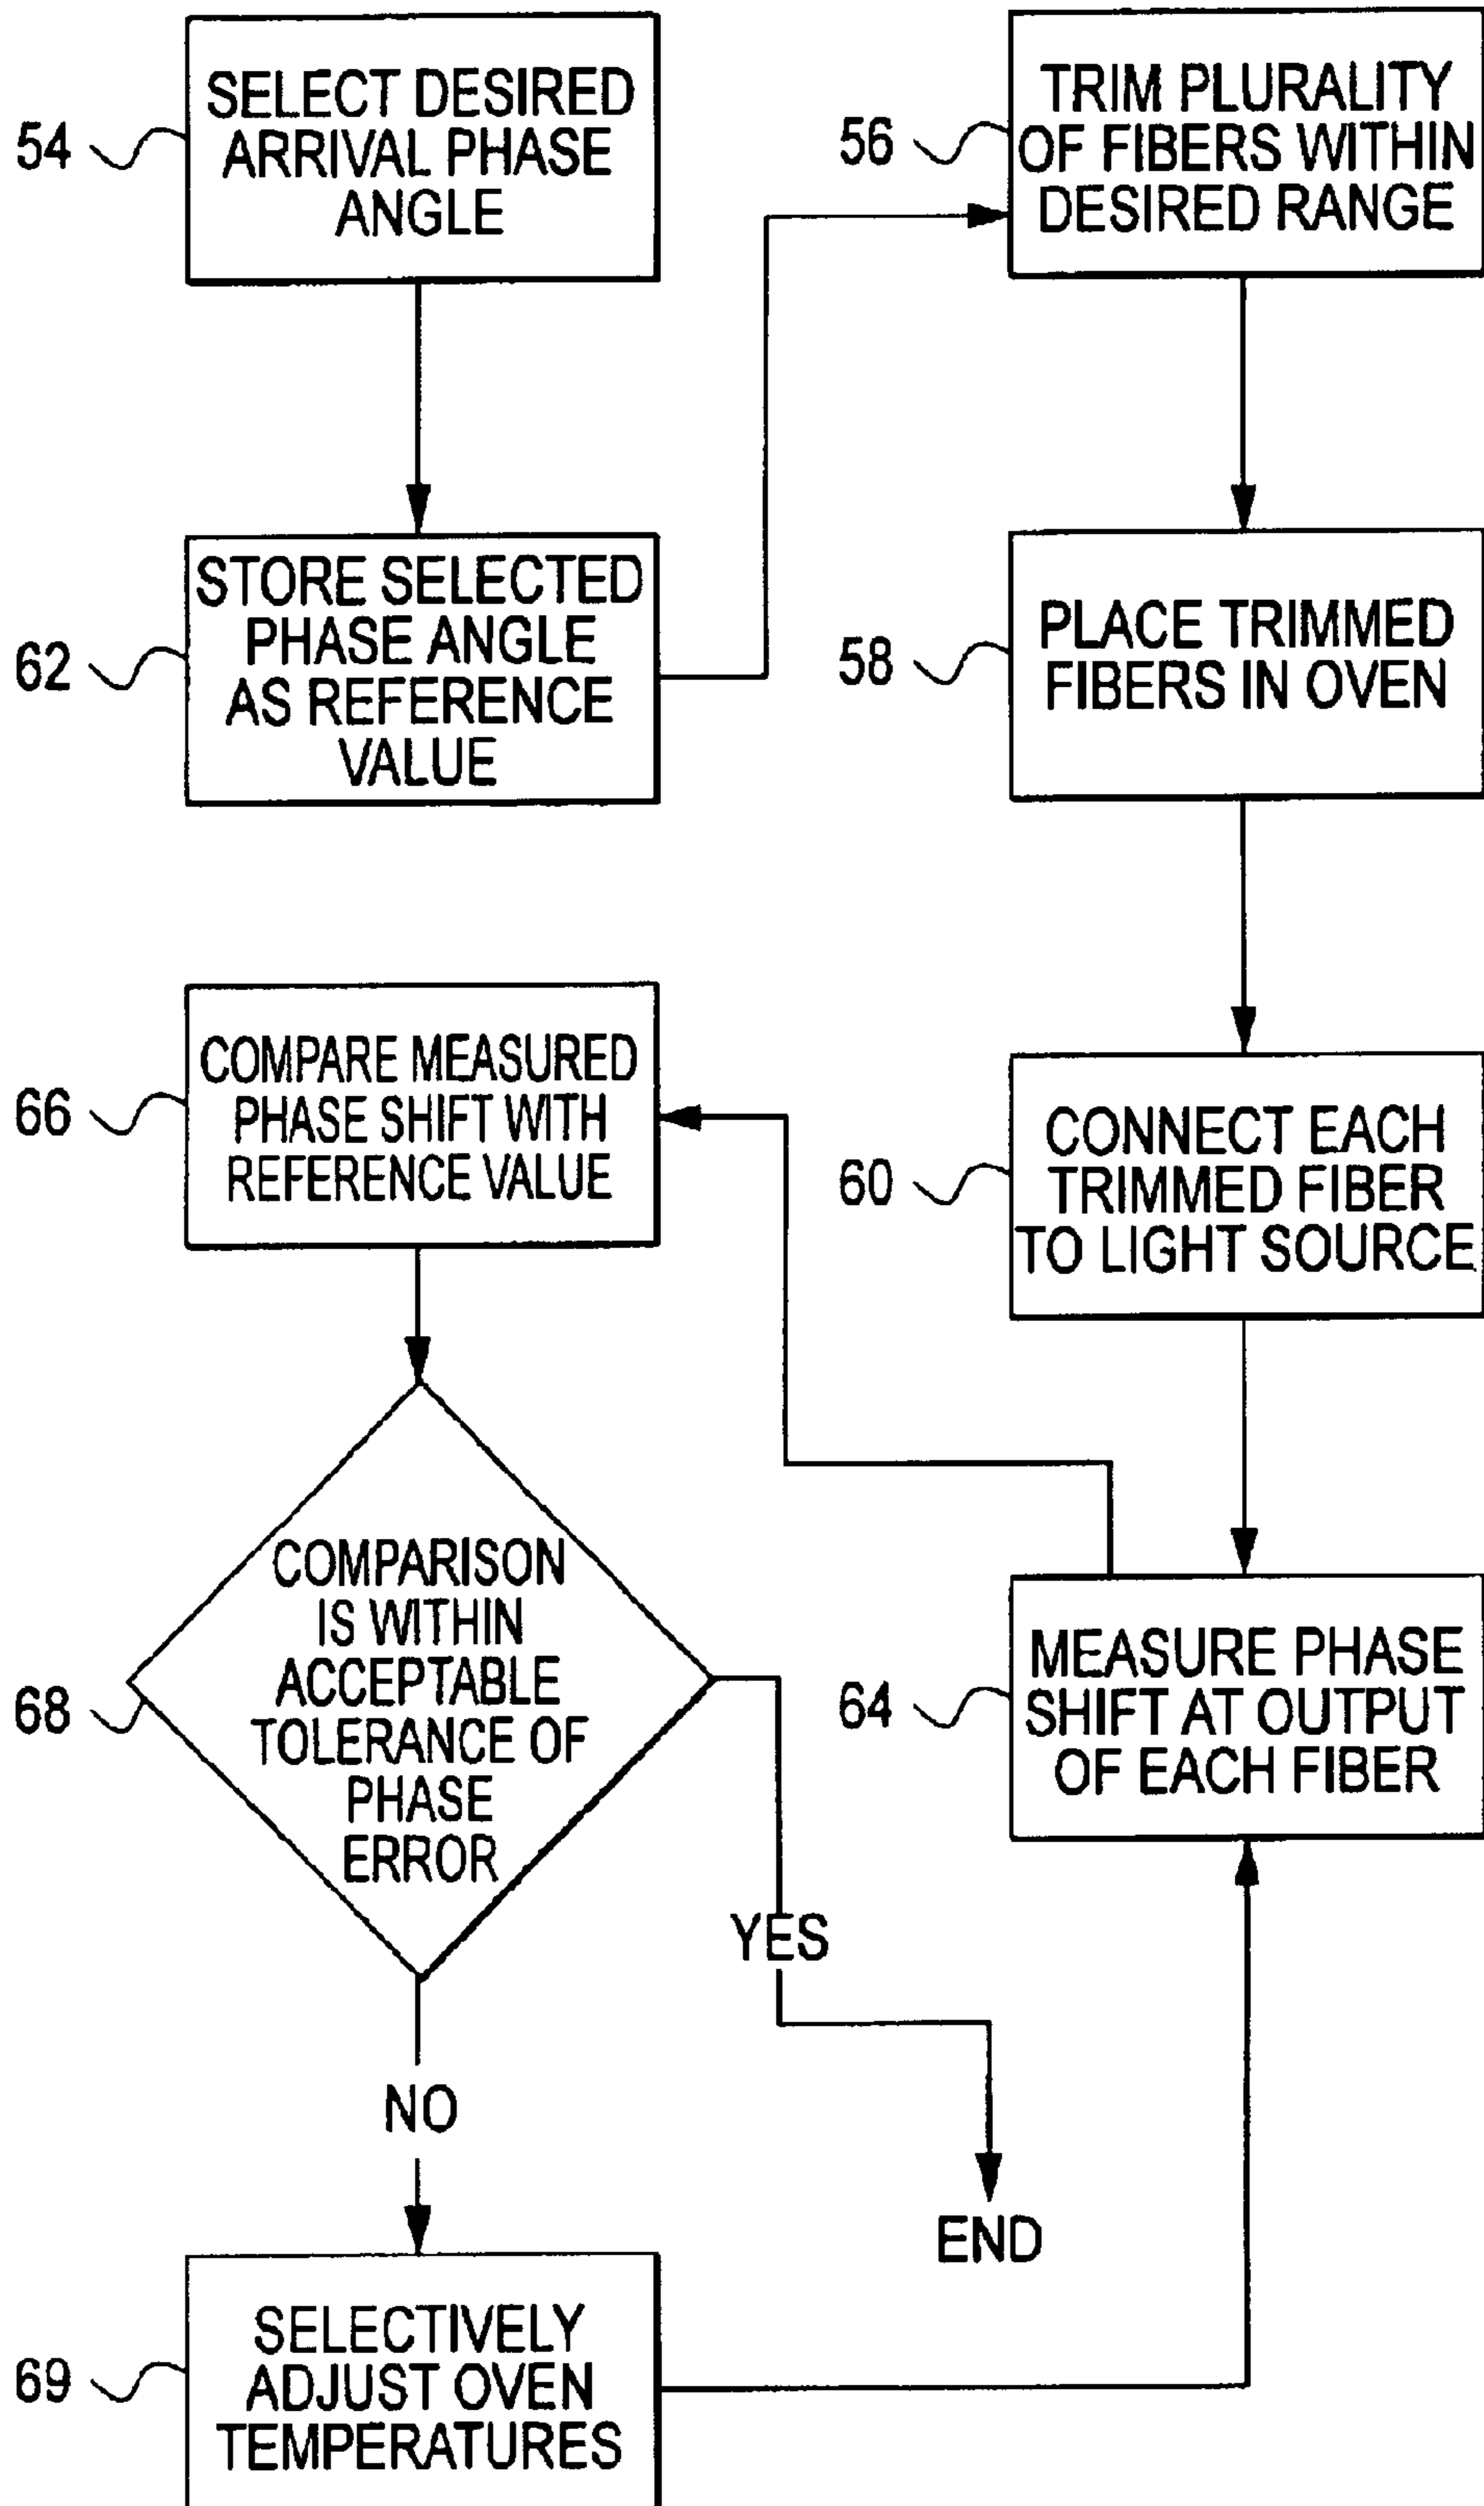 54
SELECT DESIRED
ARRIVAL PHASE
ANGLE
62
STORE SELECTED
PHASE ANGLE
AS REFERENCE
VALUE
56
TRIM PLURALITY
OF FIBERS WITHIN
DESIRED RANGE
58
PLACE TRIMMED
FIBERS IN OVEN
60
CONNECT EACH
TRIMMED FIBER
TO LIGHT SOURCE
64
MEASURE PHASE
SHIFT AT OUTPUT
OF EACH FIBER
66
COMPARE MEASURED
PHASE SHIFT WITH
REFERENCE VALUE
68
COMPARISON
IS WITHIN
ACCEPTABLE
TOLERANCE OF
PHASE
ERROR
YES
END
NO
69
SELECTIVELY
ADJUST OVEN
TEMPERATURES